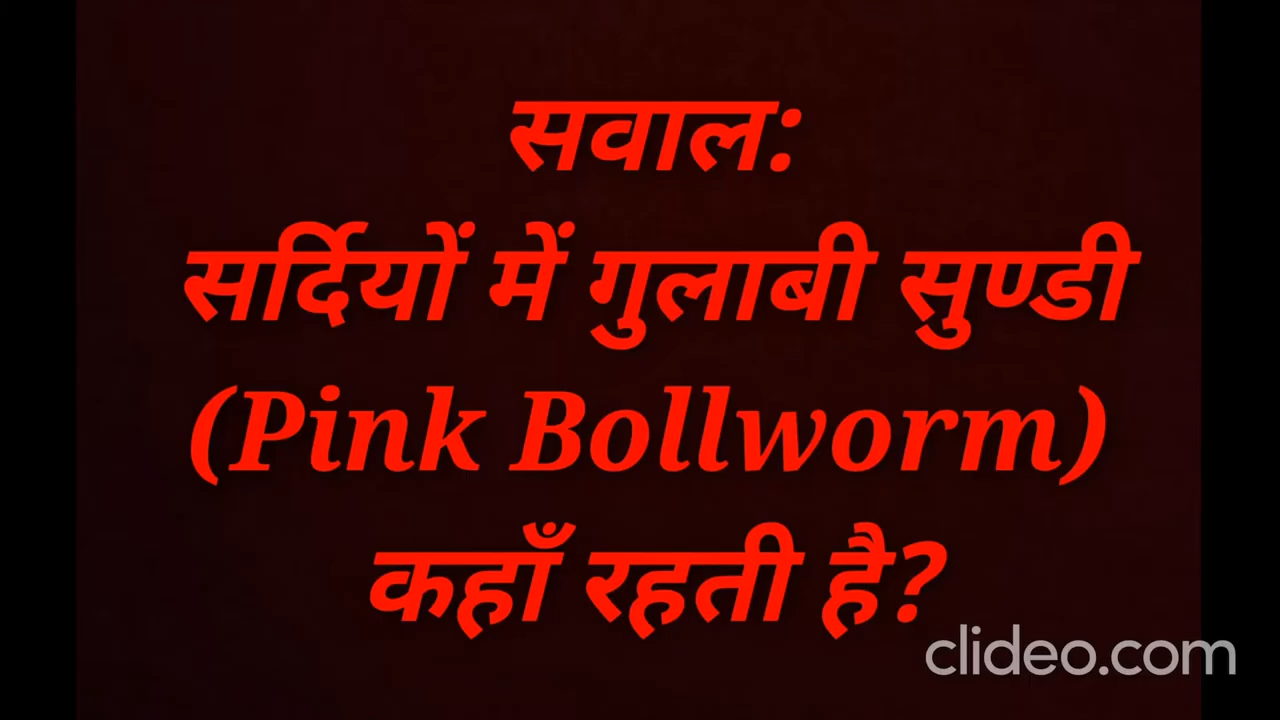 सवाल:
सर्दियों में गुलाबी सुण्डी
(Pink Bollworm)
कहाँ रहती है?
clideo.com